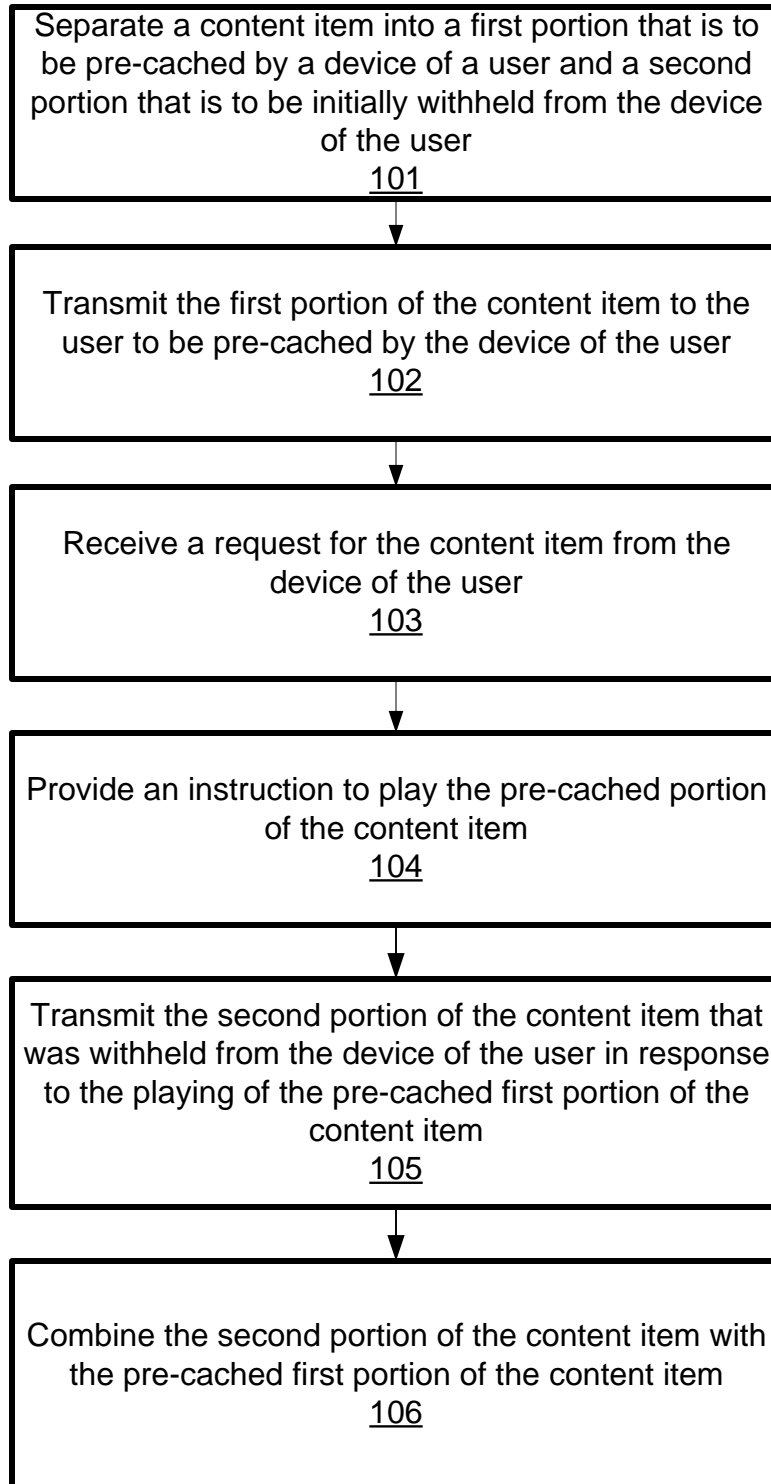 Separate a content item into a first portion that is to
be pre-cached by a device of a user and a second
portion that is to be initially withheld from the device
of the user
101
Transmit the first portion of the content item to the
user to be pre-cached by the device of the user
102
Receive a request for the content item from the
device of the user
103
Provide an instruction to play the pre-cached portion
of the content item
104
Transmit the second portion of the content item that
was withheld from the device of the user in response
to the playing of the pre-cached first portion of the
content item
105
Combine the second portion of the content item with
the pre-cached first portion of the content item
106